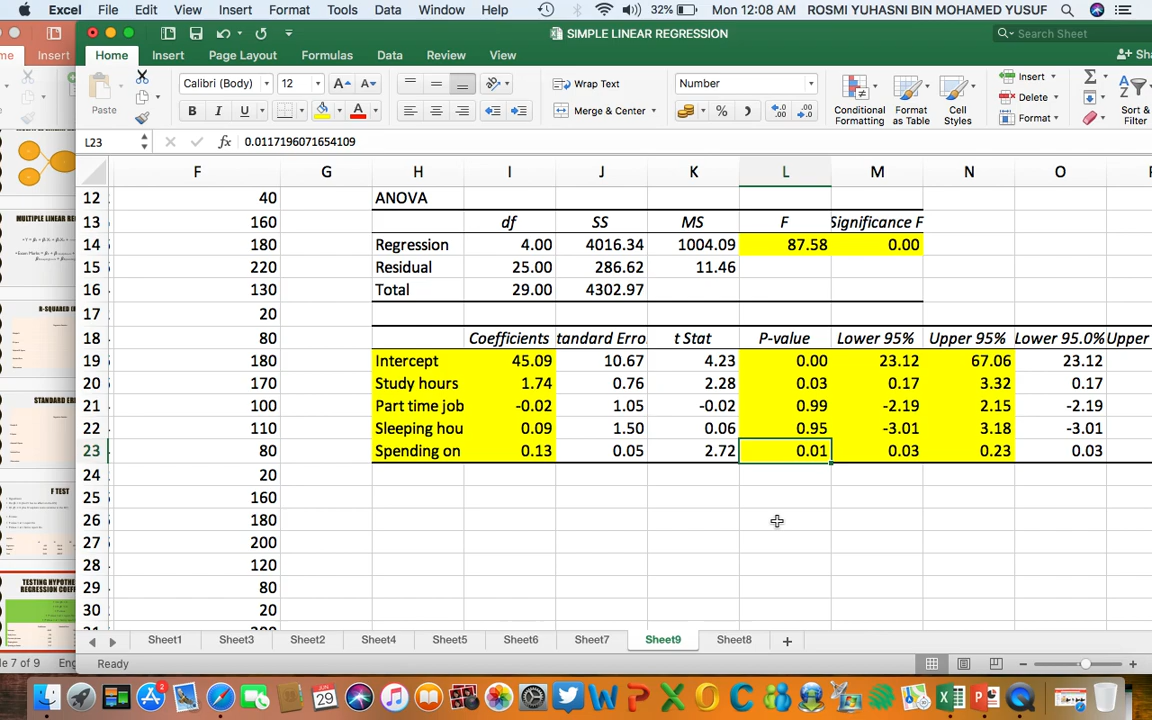 Excel File Edit View Insert Format Tools Data Window Help 32% Mon 12:08 AM ROSMI YUHASNI BIN MOHAMED YUSUF
SIMPLE LINEAR REGRESSION Search Sheet
me Insert Home Insert Page Layout Formulas Data Review View Sha
Paste Calibri (Body) 12 Wrap Text Number Conditional Formatting Format as Table Cell Styles Insert Sort & Filter
B I U A Merge & Center % Delete Format
L23 fx 0.0117196071654109
F G H I J K L M N O
12 40 ANOVA
13 160 df SS MS F Significance F
14 180 Regression 4.00 4016.34 1004.09 87.58 0.00
15 220 Residual 25.00 286.62 11.46
16 130 Total 29.00 4302.97
17 20
18 80 Coefficients tandard Erro t Stat P-value Lower 95% Upper 95% Lower 95.0% Upper
19 180 Intercept 45.09 10.67 4.23 0.00 23.12 67.06 23.12
20 170 Study hours 1.74 0.76 2.28 0.03 0.17 3.32 0.17
21 100 Part time job -0.02 1.05 -0.02 0.99 -2.19 2.15 -2.19
22 110 Sleeping hou 0.09 1.50 0.06 0.95 -3.01 3.18 -3.01
23 80 Spending on 0.13 0.05 2.72 0.01 0.03 0.23 0.03
24 20
25 160
26 180
27 200
28 120
29 80
30 20
MULTIPLE LINEAR RE
R-SQUARED
STANDARD ER
F TEST
TESTING HYPOTHE
REGRESSION COEFF
Sheet1 Sheet3 Sheet2 Sheet4 Sheet5 Sheet6 Sheet7 Sheet9 Sheet8
e 7 of 9 Eng Ready
2 JUN 29